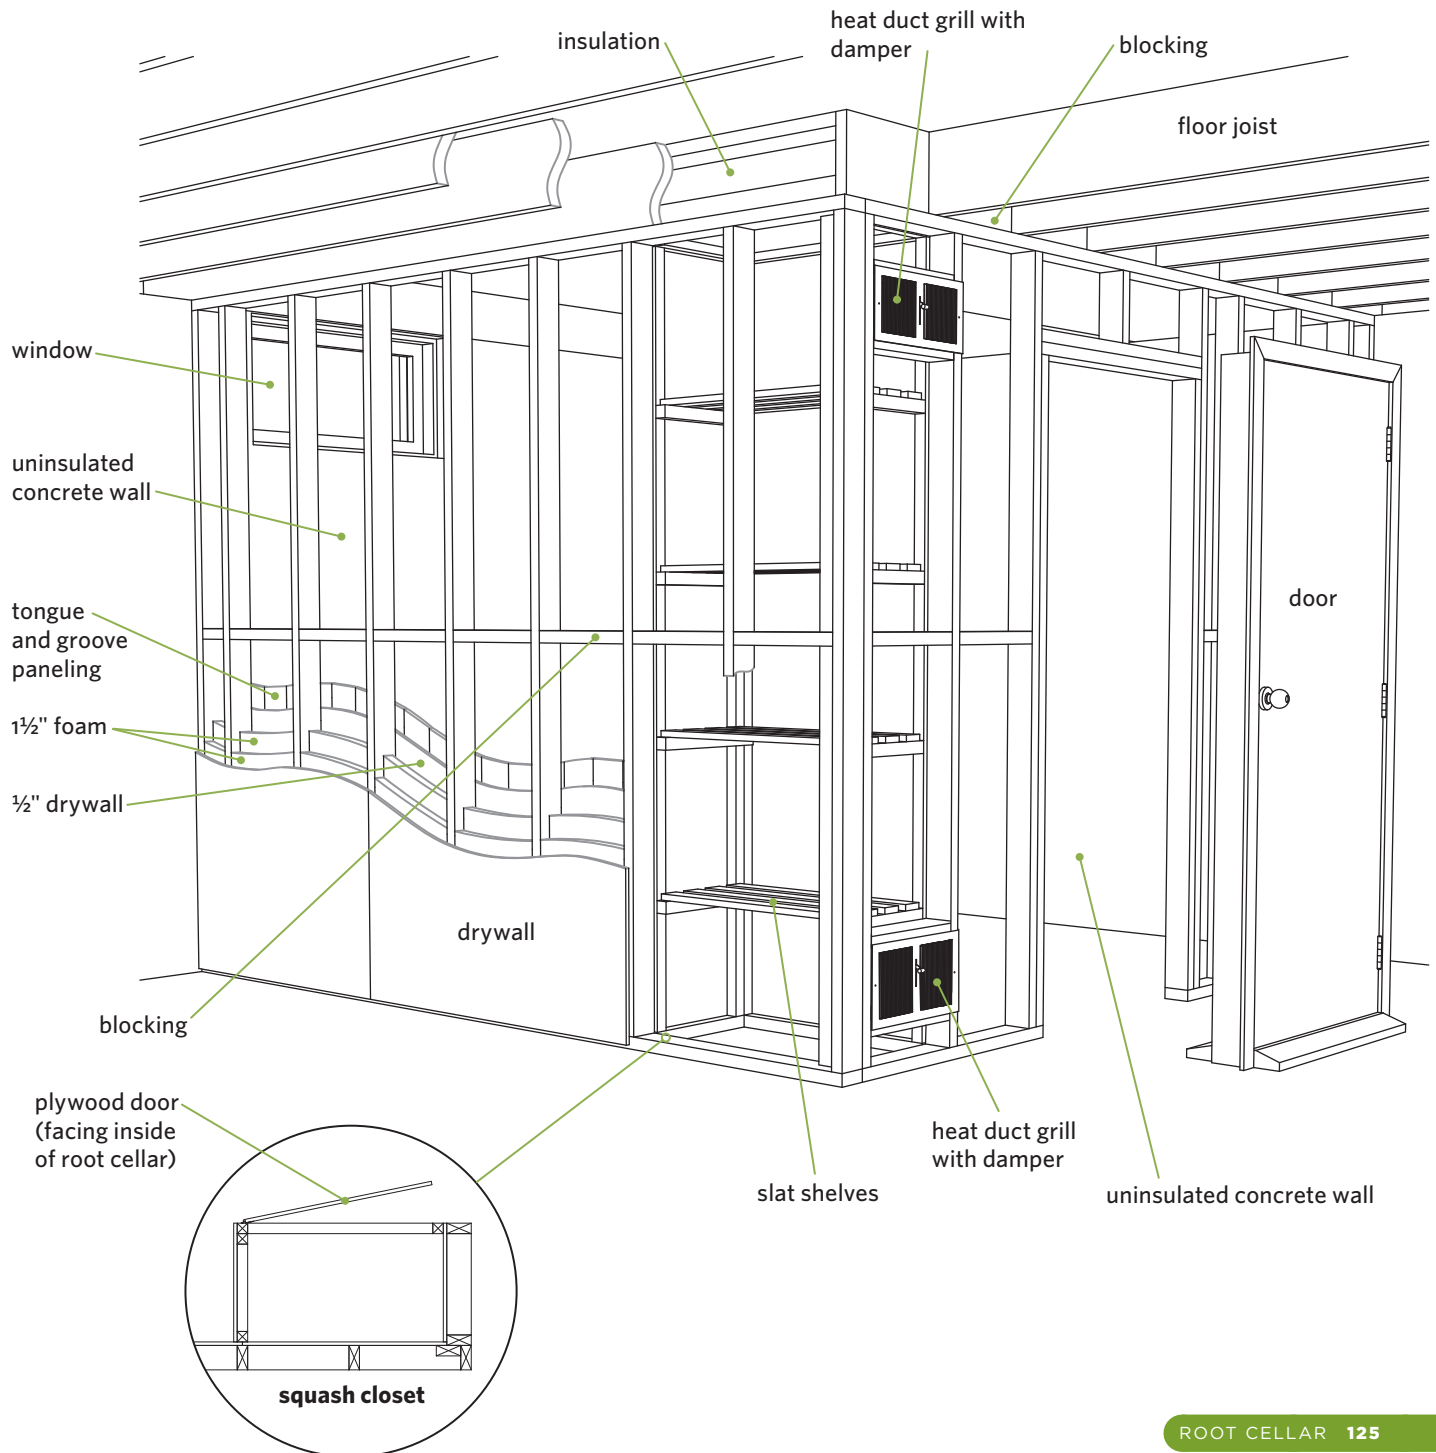 heat duct grill with
damper
insulation
blocking
floor joist
window
uninsulated
concrete wall
tongue
and groove
paneling
1½" foam
½" drywall
door
drywall
blocking
plywood door
(facing inside
of root cellar)
heat duct grill
with damper
slat shelves
uninsulated concrete wall
squash closet
ROOT CELLAR 125